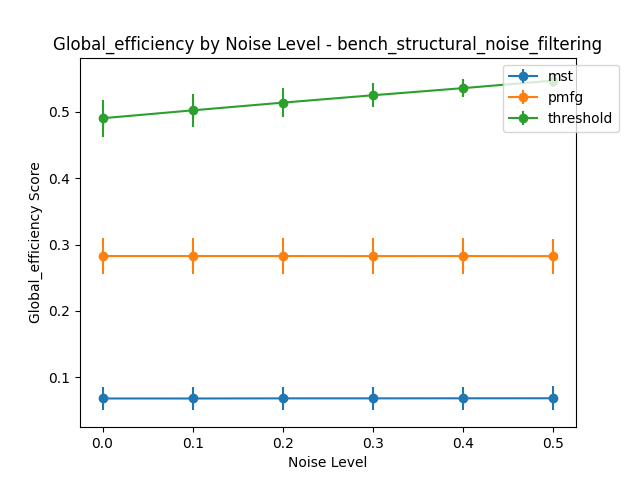 Global_efficiency by Noise Level - bench_structural_noise_filtering
mst
pmfg
threshold
Global_efficiency Score
0.5
0.4
0.3
0.2
0.1
0.0 0.1 0.2 0.3 0.4 0.5
Noise Level